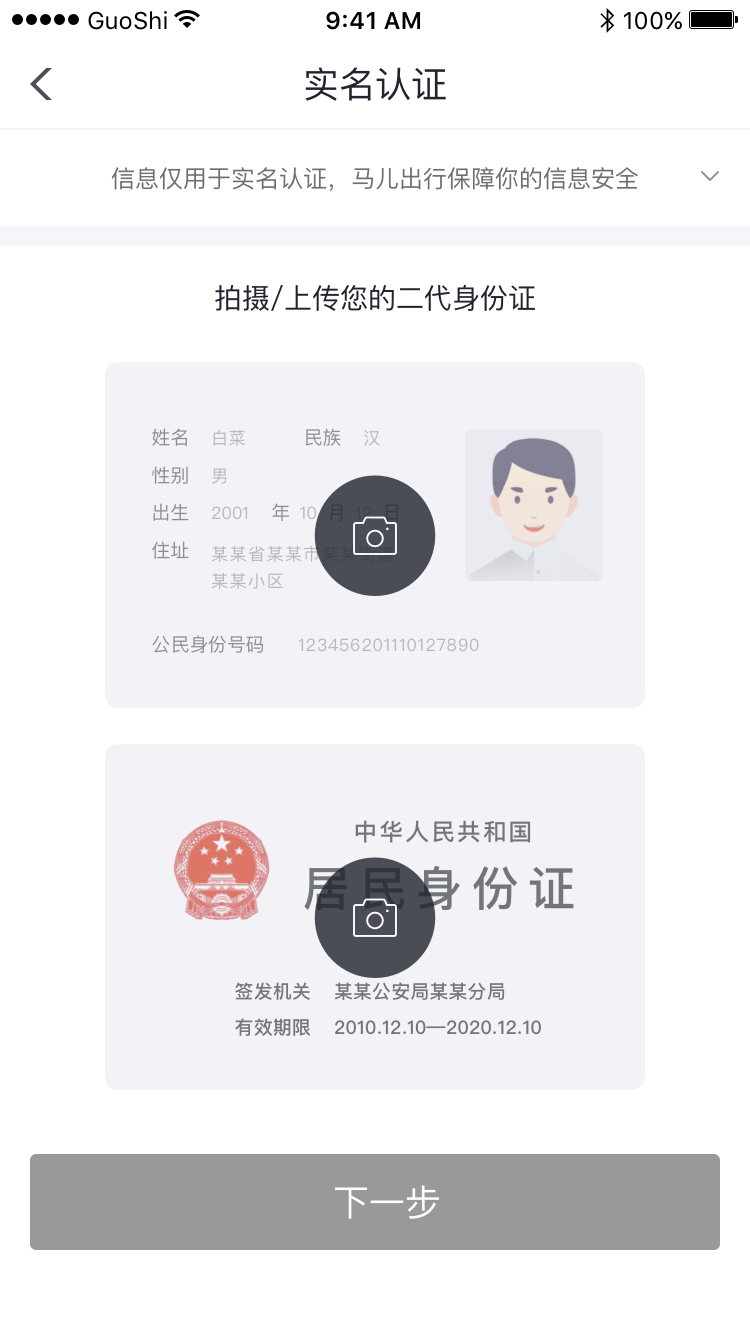 GuoShi 9:41 AM 100%
实名认证
信息仅用于实名认证，马儿出行保障你的信息安全
拍摄/上传您的二代身份证
姓名 白菜 民族 汉
性别 男
出生 2001 年 10 月 12 日
住址 某某省某某市某某街道
某某小区
公民身份号码 123456201110127890
中华人民共和国
居民身份证
签发机关 某某公安局某某分局
有效期限 2010.12.10—2020.12.10
下一步